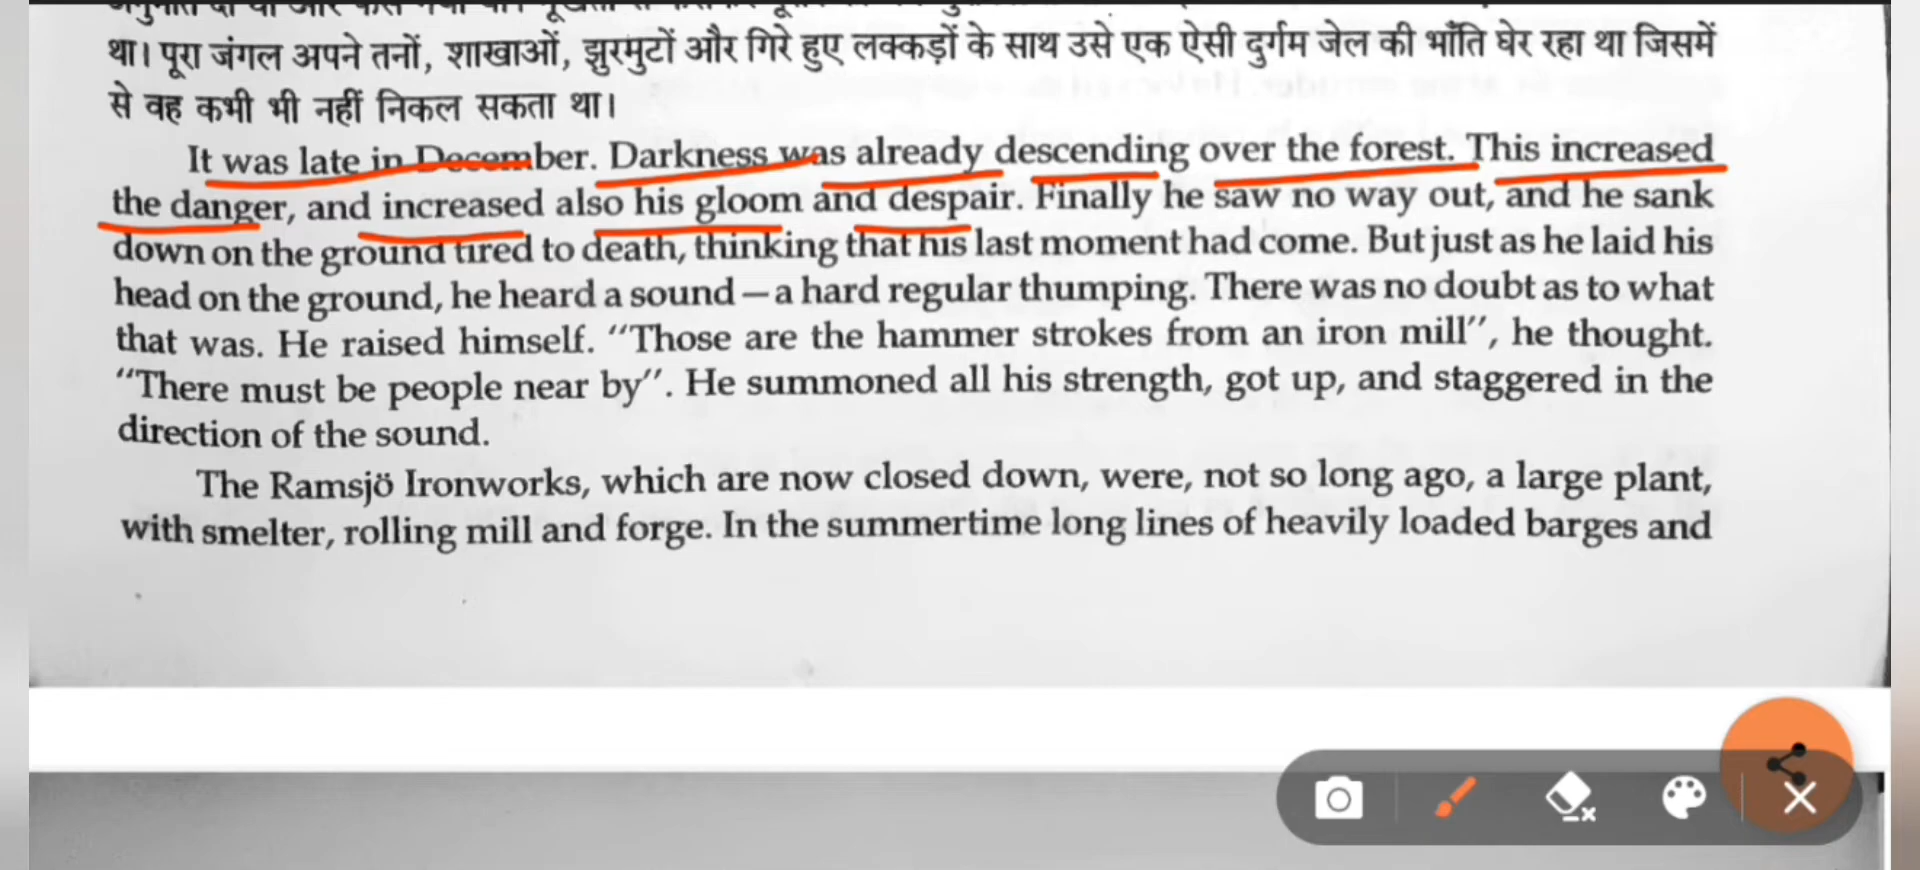 था। पूरा जंगल अपने तनों, शाखाओं, झुरमुटों और गिरे हुए लक्कड़ों के साथ उसे एक ऐसी दुर्गम जेल की भाँति घेर रहा था जिसमें
से वह कभी भी नहीं निकल सकता था।
It was late in December. Darkness was already descending over the forest. This increased
the danger, and increased also his gloom and despair. Finally he saw no way out, and he sank
down on the ground tired to death, thinking that his last moment had come. But just as he laid his
head on the ground, he heard a sound—a hard regular thumping. There was no doubt as to what
that was. He raised himself. “Those are the hammer strokes from an iron mill”, he thought.
“There must be people near by”. He summoned all his strength, got up, and staggered in the
direction of the sound.
The Ramsjö Ironworks, which are now closed down, were, not so long ago, a large plant,
with smelter, rolling mill and forge. In the summertime long lines of heavily loaded barges and